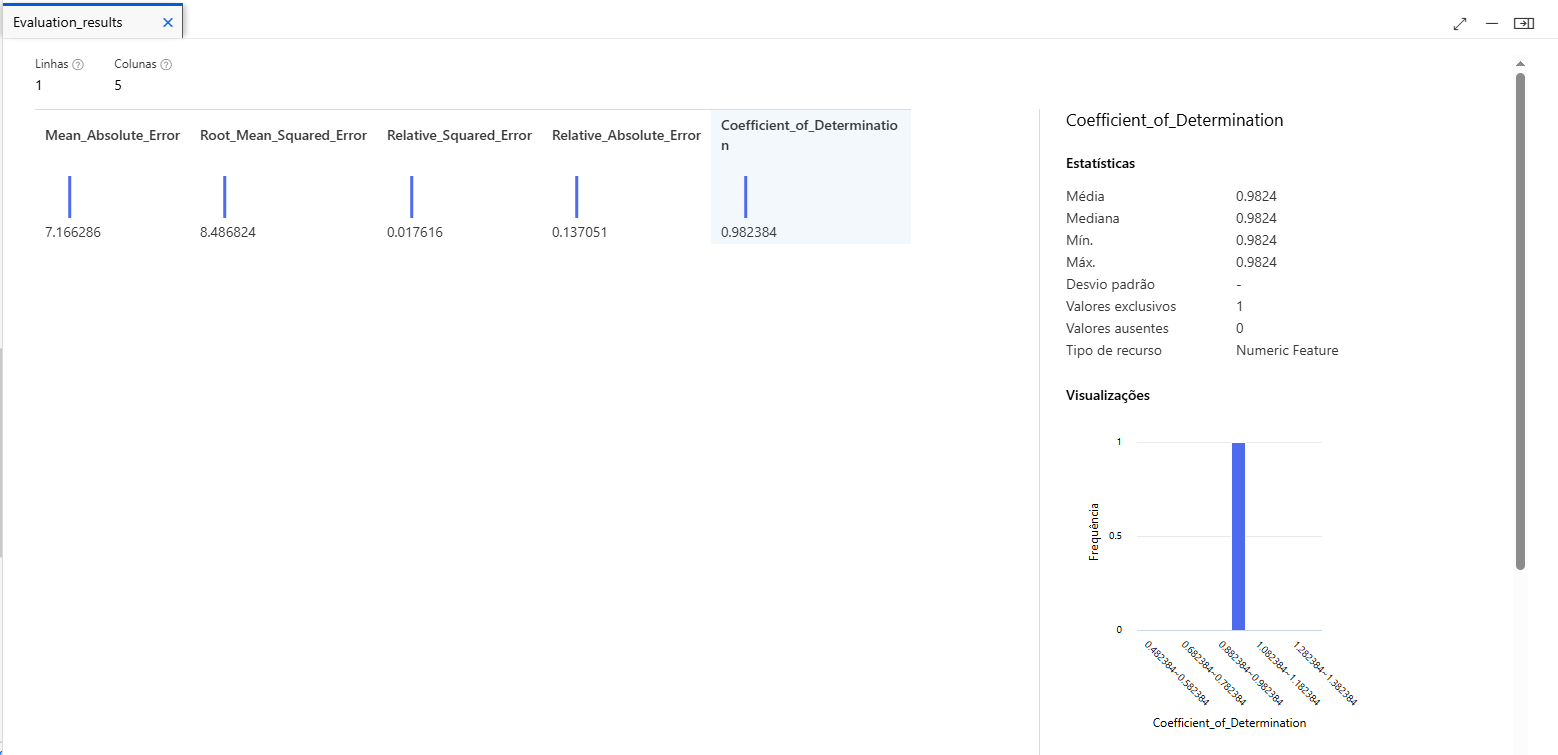 Evaluation_results
Linhas
Colunas
1
5
Mean_Absolute_Error
Root_Mean_Squared_Error
Relative_Squared_Error
Relative_Absolute_Error
Coefficient_of_Determinatio
n
7.166286
8.486824
0.017616
0.137051
0.982384
Coefficient_of_Determination
Estatísticas
Média 0.9824
Mediana 0.9824
Mín. 0.9824
Máx. 0.9824
Desvio padrão -
Valores exclusivos 1
Valores ausentes 0
Tipo de recurso Numeric Feature
Visualizações
1
0.5
0
Frequência
0.482384~0.582384
0.682384~0.782384
0.882384~0.982384
1.082384~1.182384
1.282384~1.382384
Coefficient_of_Determination